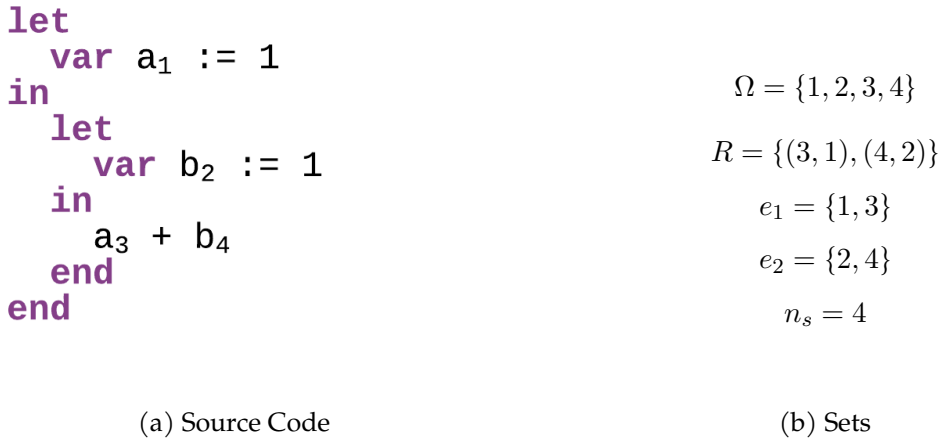 let
  var a₁ := 1
in
  let
    var b₂ := 1
  in
    a₃ + b₄
  end
end
(a) Source Code
Ω = {1, 2, 3, 4}
R = {(3, 1), (4, 2)}
e₁ = {1, 3}
e₂ = {2, 4}
nₛ = 4
(b) Sets